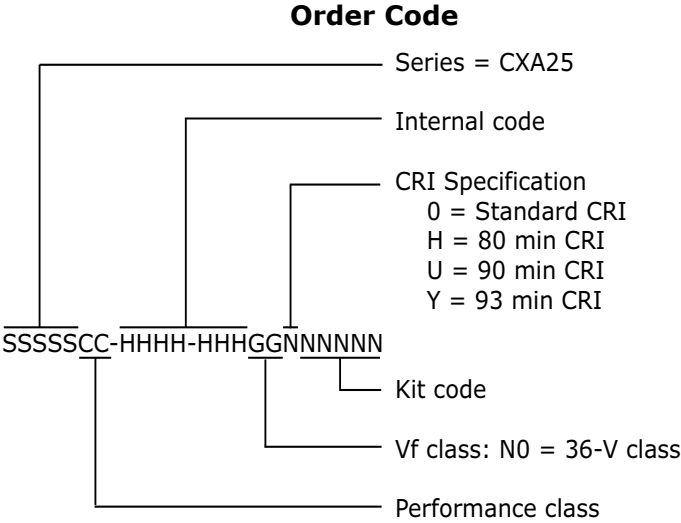 Order Code
Series = CXA25
Internal code
CRI Specification
0 = Standard CRI
H = 80 min CRI
U = 90 min CRI
Y = 93 min CRI
SSSSSCC-HHHH-HHHGGNNNNNN
Kit code
Vf class: N0 = 36-V class
Performance class